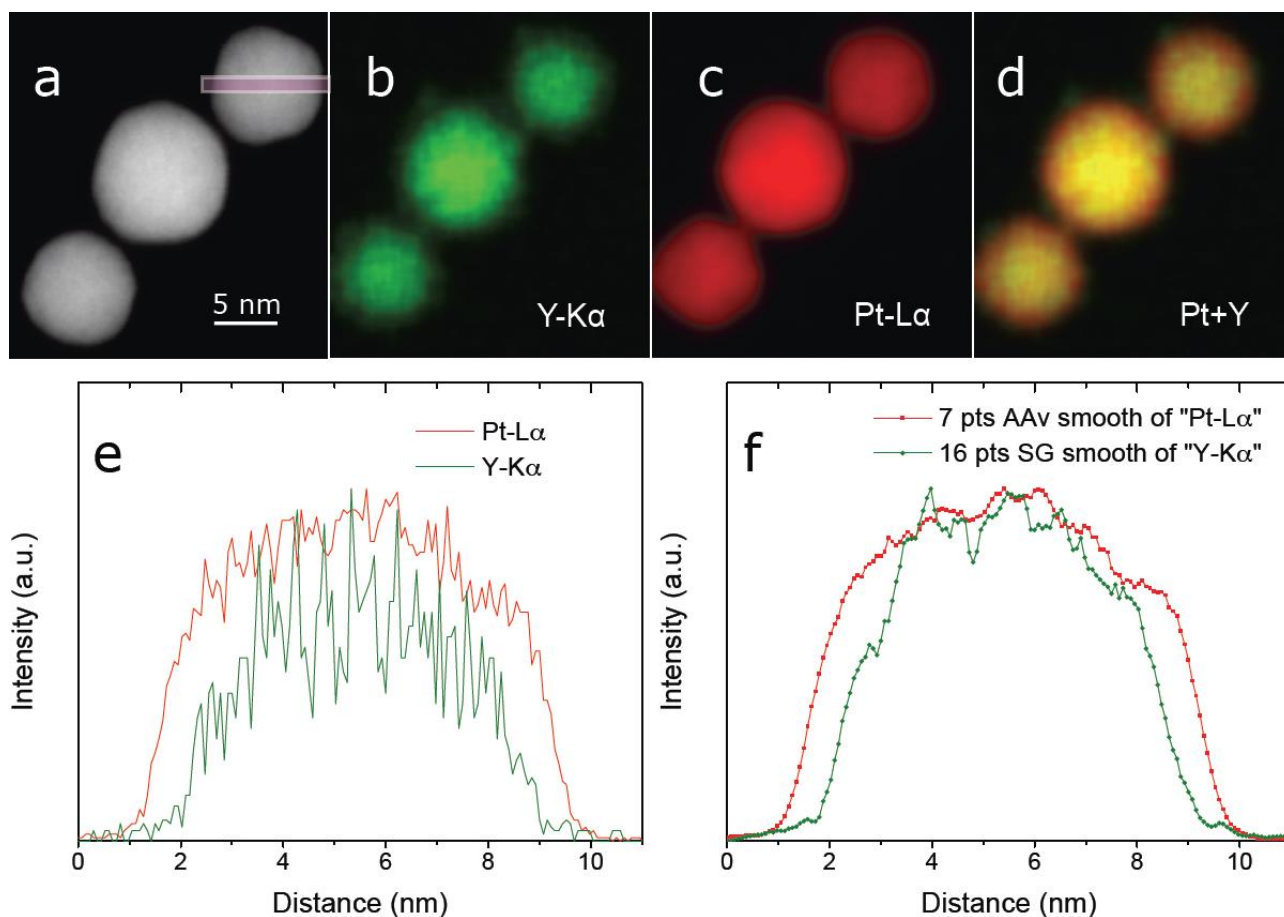 a
5 nm
b
Y-Kα
c
Pt-Lα
d
Pt+Y
e
Pt-Lα
Y-Kα
Intensity (a.u.)
0 2 4 6 8 10
Distance (nm)
f
7 pts AAv smooth of "Pt-Lα"
16 pts SG smooth of "Y-Kα"
Intensity (a.u.)
0 2 4 6 8 10
Distance (nm)